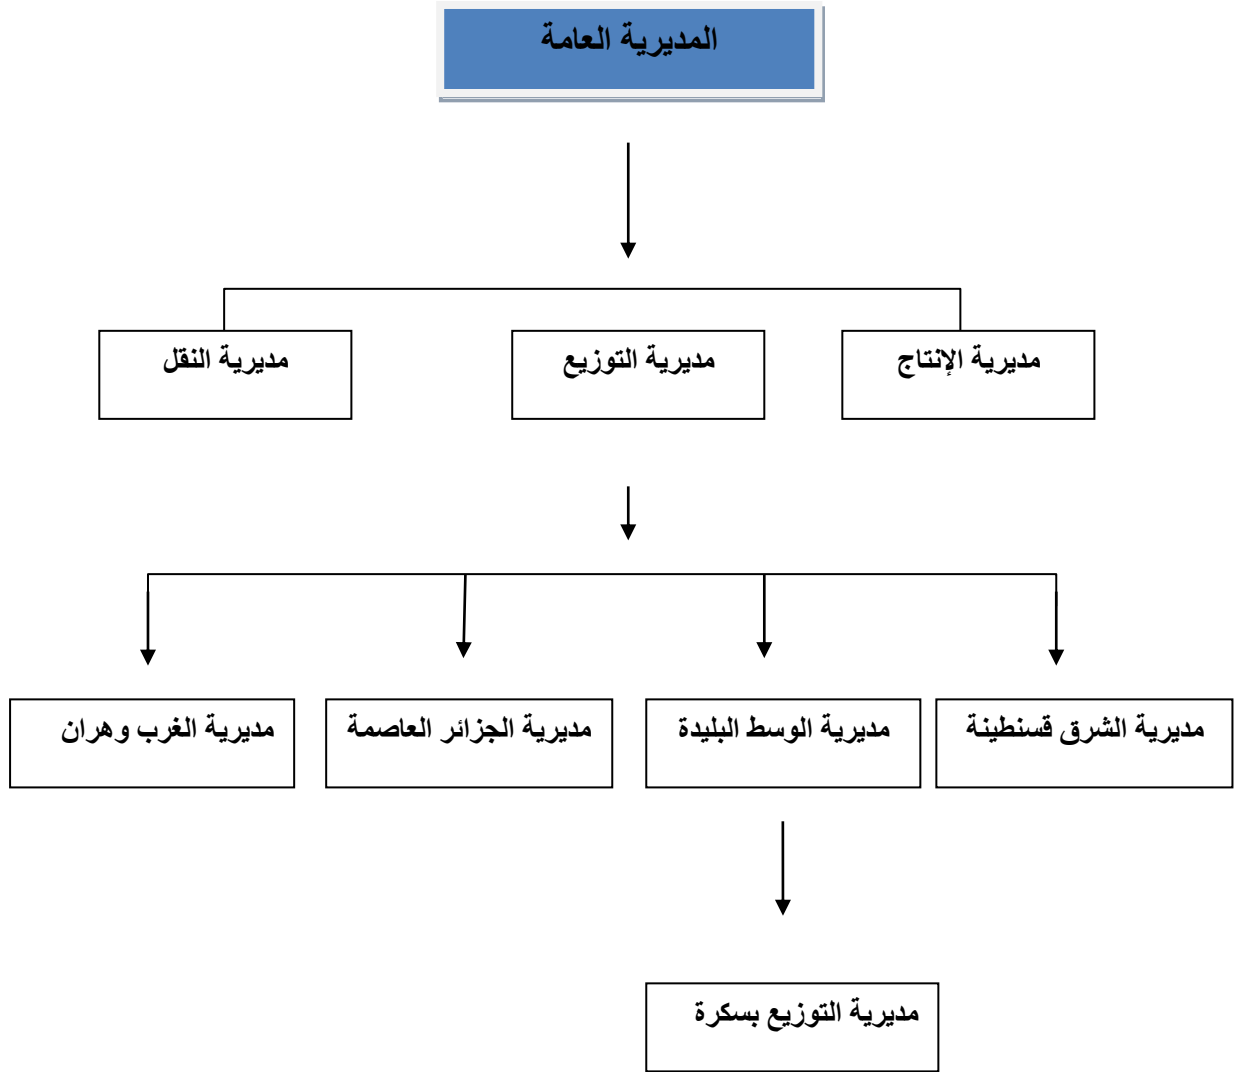 المديرية العامة
مديرية الإنتاج
مديرية التوزيع
مديرية النقل
مديرية الشرق قسنطينة
مديرية الوسط البليدة
مديرية الجزائر العاصمة
مديرية الغرب وهران
مديرية التوزيع بسكرة